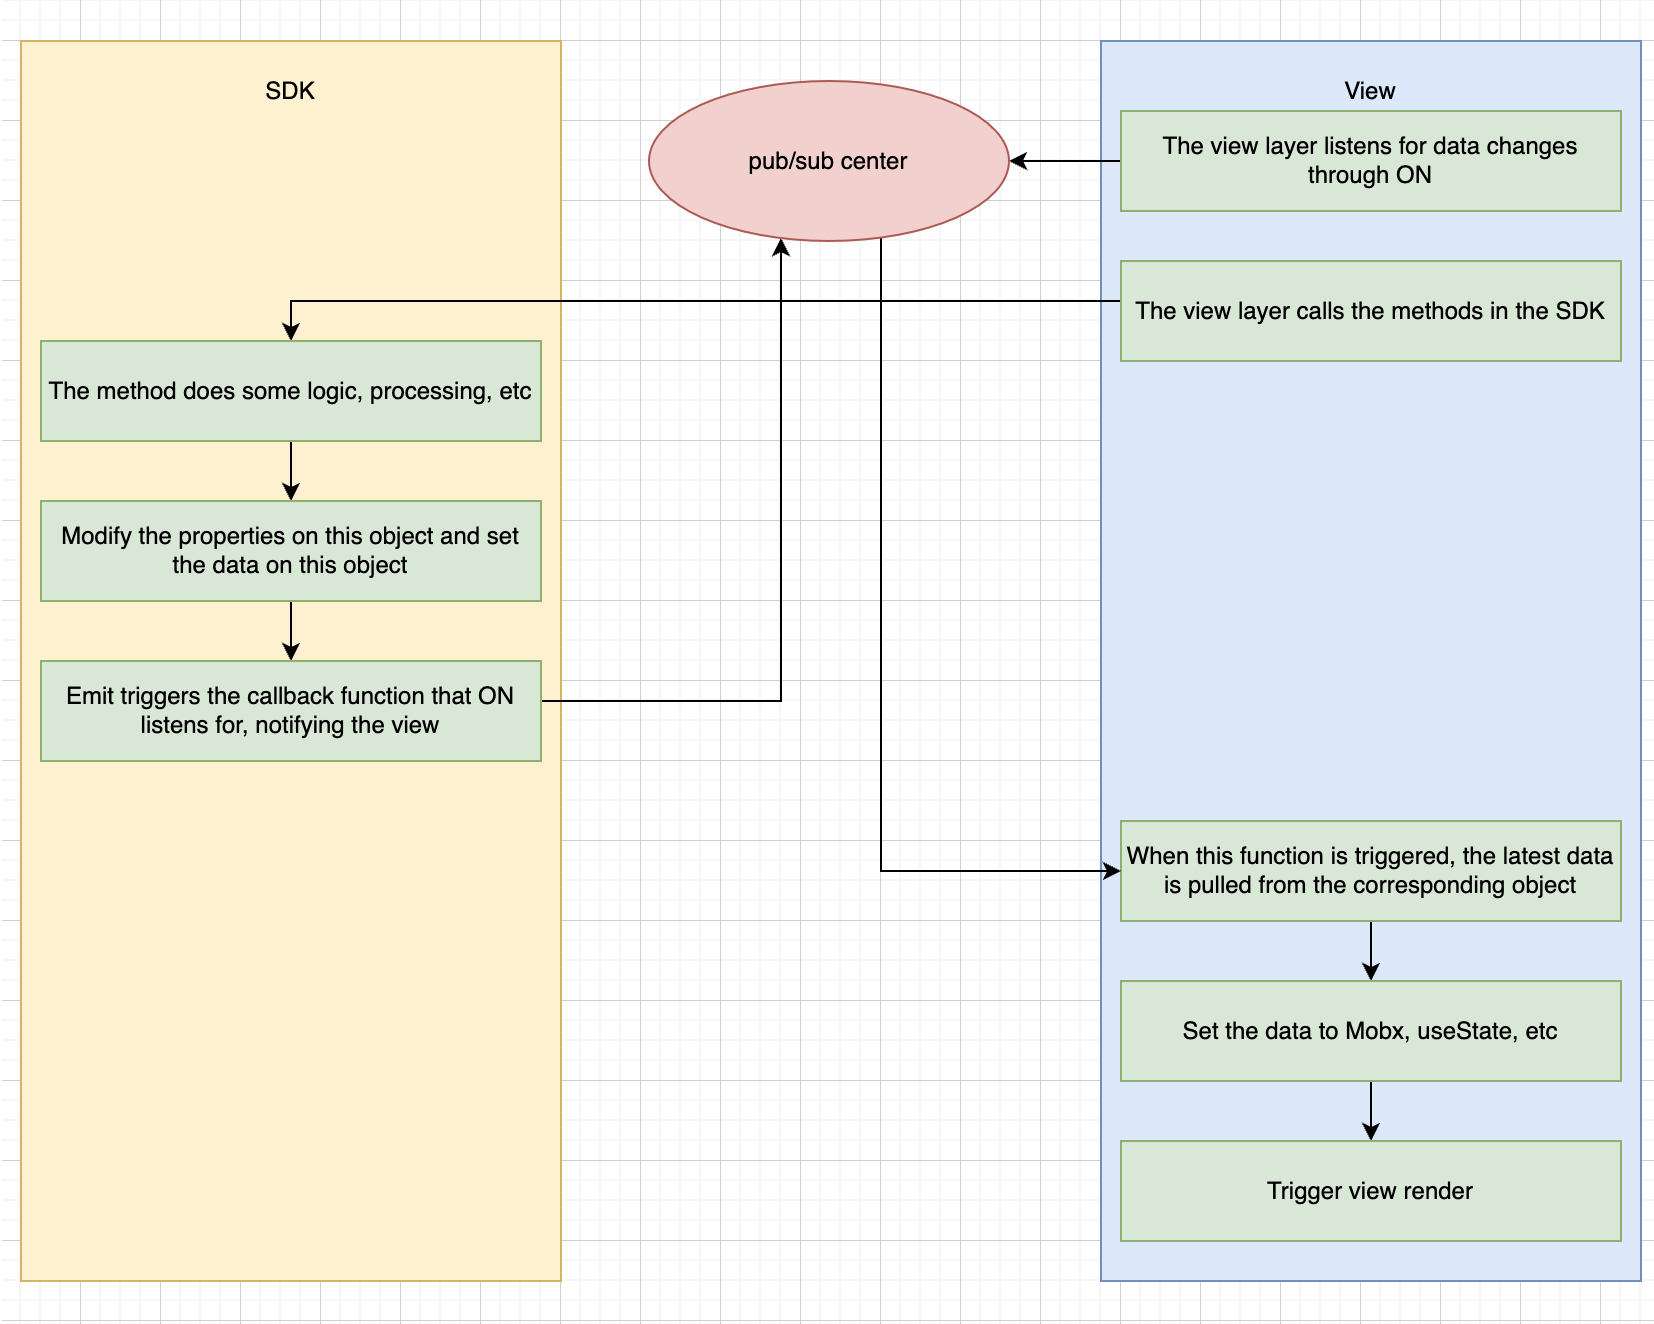 SDK
The method does some logic, processing, etc
Modify the properties on this object and set
the data on this object
Emit triggers the callback function that ON
listens for, notifying the view
pub/sub center
View
The view layer listens for data changes
through ON
The view layer calls the methods in the SDK
When this function is triggered, the latest data
is pulled from the corresponding object
Set the data to Mobx, useState, etc
Trigger view render